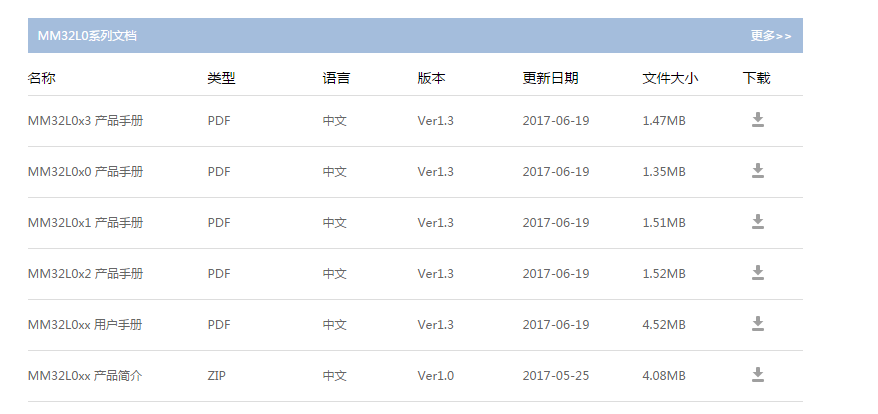 MM32L0系列文档 更多>>
名称 类型 语言 版本 更新日期 文件大小 下载
MM32L0x3 产品手册 PDF 中文 Ver1.3 2017-06-19 1.47MB
MM32L0x0 产品手册 PDF 中文 Ver1.3 2017-06-19 1.35MB
MM32L0x1 产品手册 PDF 中文 Ver1.3 2017-06-19 1.51MB
MM32L0x2 产品手册 PDF 中文 Ver1.3 2017-06-19 1.52MB
MM32L0xx 用户手册 PDF 中文 Ver1.3 2017-06-19 4.52MB
MM32L0xx 产品简介 ZIP 中文 Ver1.0 2017-05-25 4.08MB